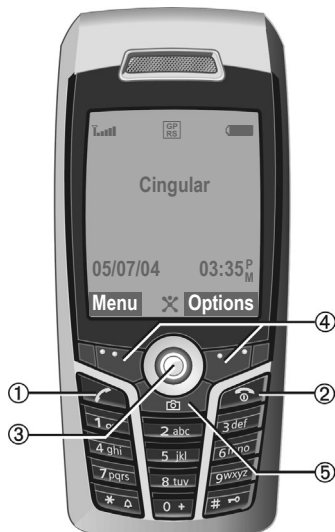 GP
RS
Cingular
05/07/04 03:35 PM
Menu Options
④
① ②
③
⑤
1
2 abc
3 def
4 ghi
5 jkl
6 mno
7 pqrs
8 tuv
9 wxyz
*
0 +
#